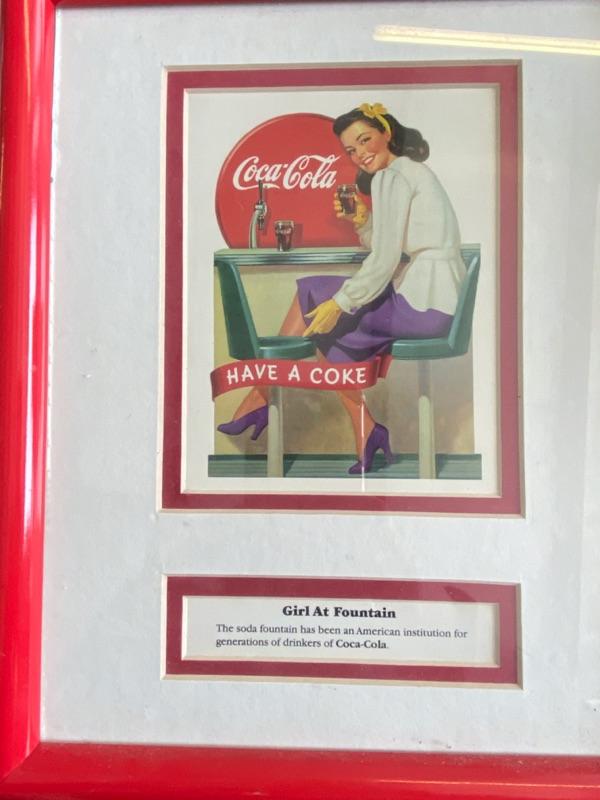 Coca-Cola
HAVE A COKE
Girl At Fountain
The soda fountain has been an American institution for
generations of drinkers of Coca-Cola.